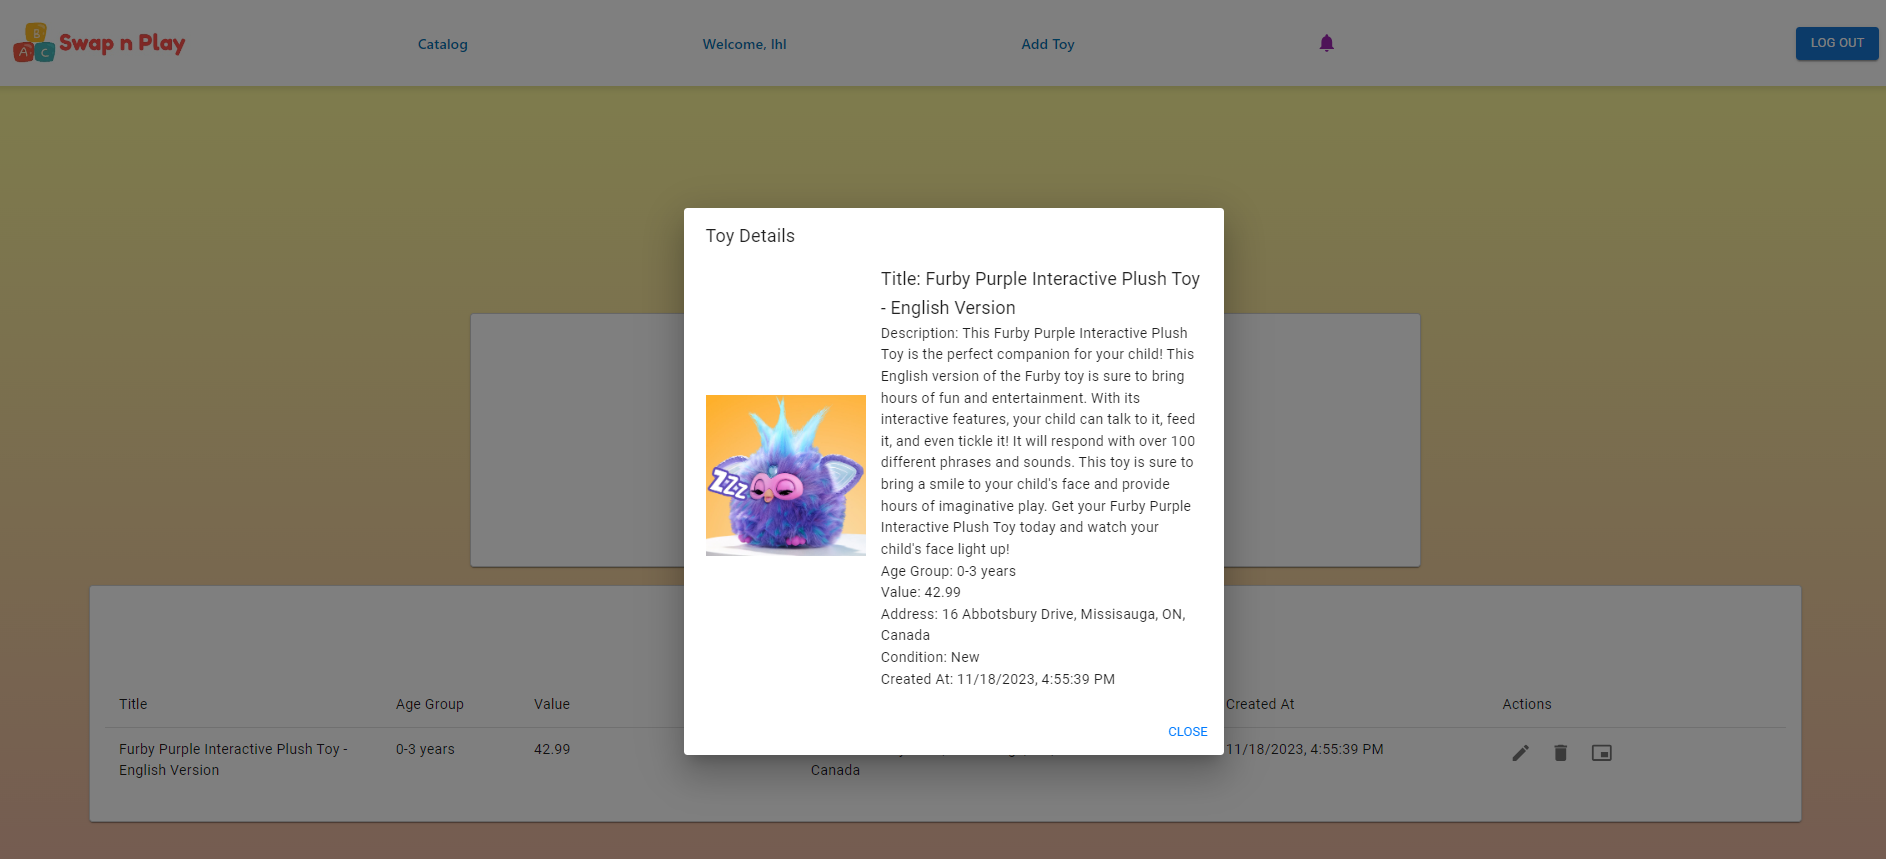 B
A C
Swap n Play
Catalog
Welcome, lhl
Add Toy
LOG OUT
Toy Details
Title: Furby Purple Interactive Plush Toy
- English Version
Description: This Furby Purple Interactive Plush
Toy is the perfect companion for your child! This
English version of the Furby toy is sure to bring
hours of fun and entertainment. With its
interactive features, your child can talk to it, feed
it, and even tickle it! It will respond with over 100
different phrases and sounds. This toy is sure to
bring a smile to your child's face and provide
hours of imaginative play. Get your Furby Purple
Interactive Plush Toy today and watch your
child's face light up!
Age Group: 0-3 years
Value: 42.99
Address: 16 Abbotsbury Drive, Missisauga, ON,
Canada
Condition: New
Created At: 11/18/2023, 4:55:39 PM
CLOSE
ZZZ
Title
Age Group
Value
Created At
Actions
Furby Purple Interactive Plush Toy -
English Version
0-3 years
42.99
Canada
11/18/2023, 4:55:39 PM